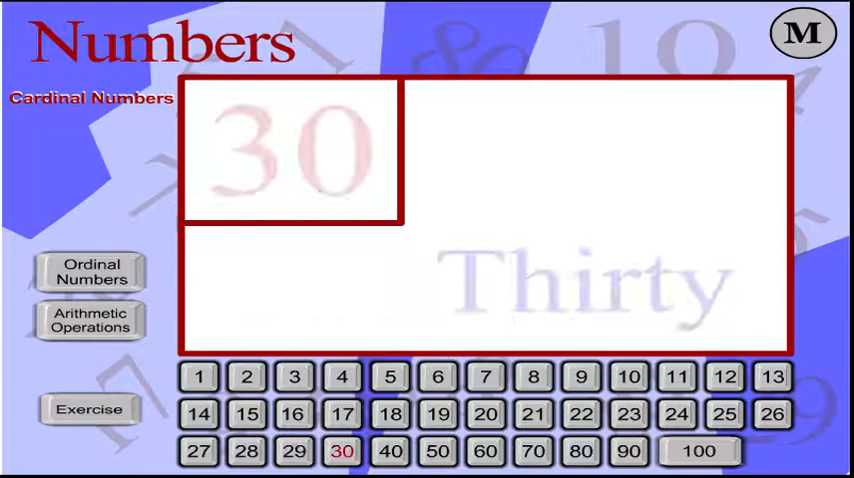 Numbers
M
Cardinal Numbers
30
Thirty
Ordinal
Numbers
Arithmetic
Operations
Exercise
1 2 3 4 5 6 7 8 9 10 11 12 13
14 15 16 17 18 19 20 21 22 23 24 25 26
27 28 29 30 40 50 60 70 80 90 100